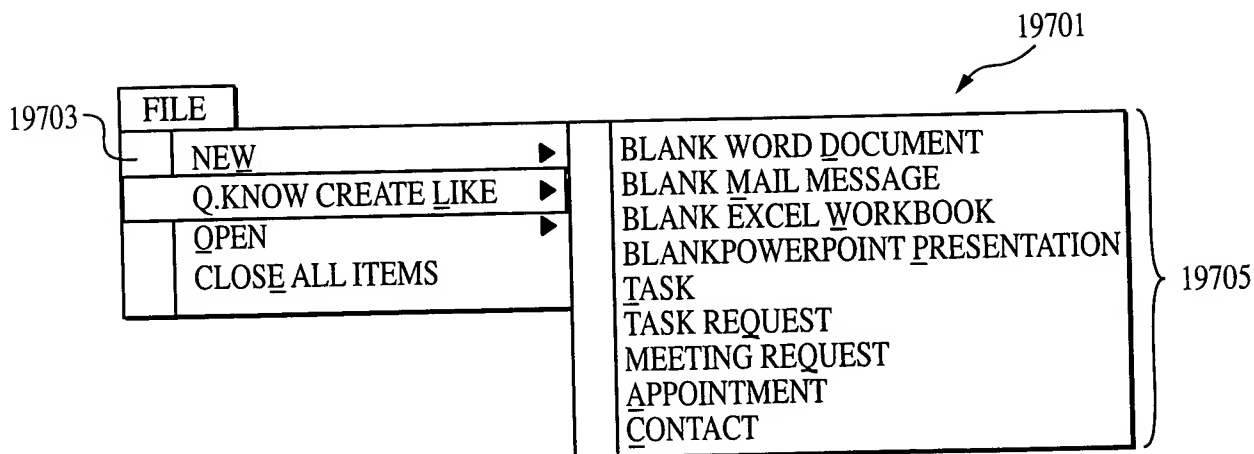 19701
FILE
19703
NEW
Q.KNOW CREATE LIKE
OPEN
CLOSE ALL ITEMS
BLANK WORD DOCUMENT
BLANK MAIL MESSAGE
BLANK EXCEL WORKBOOK
BLANKPOWERPOINT PRESENTATION
TASK
TASK REQUEST
MEETING REQUEST
APPOINTMENT
CONTACT
19705